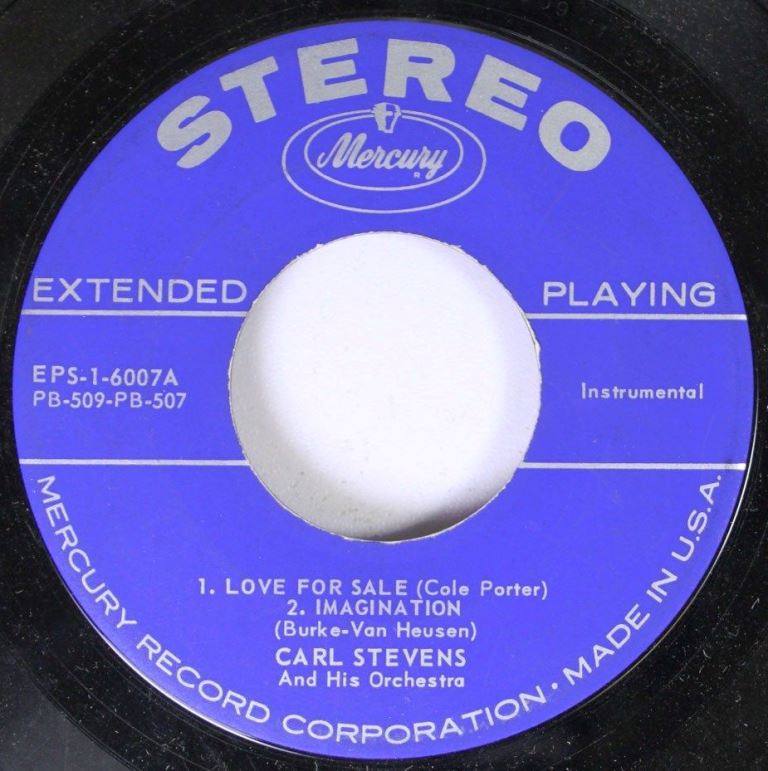 STEREO
Mercury
R
EXTENDED PLAYING
EPS-1-6007A
PB-509-PB-507
Instrumental
1. LOVE FOR SALE (Cole Porter)
2. IMAGINATION
(Burke-Van Heusen)
CARL STEVENS
And His Orchestra
MERCURY RECORD CORPORATION • MADE IN U.S.A.